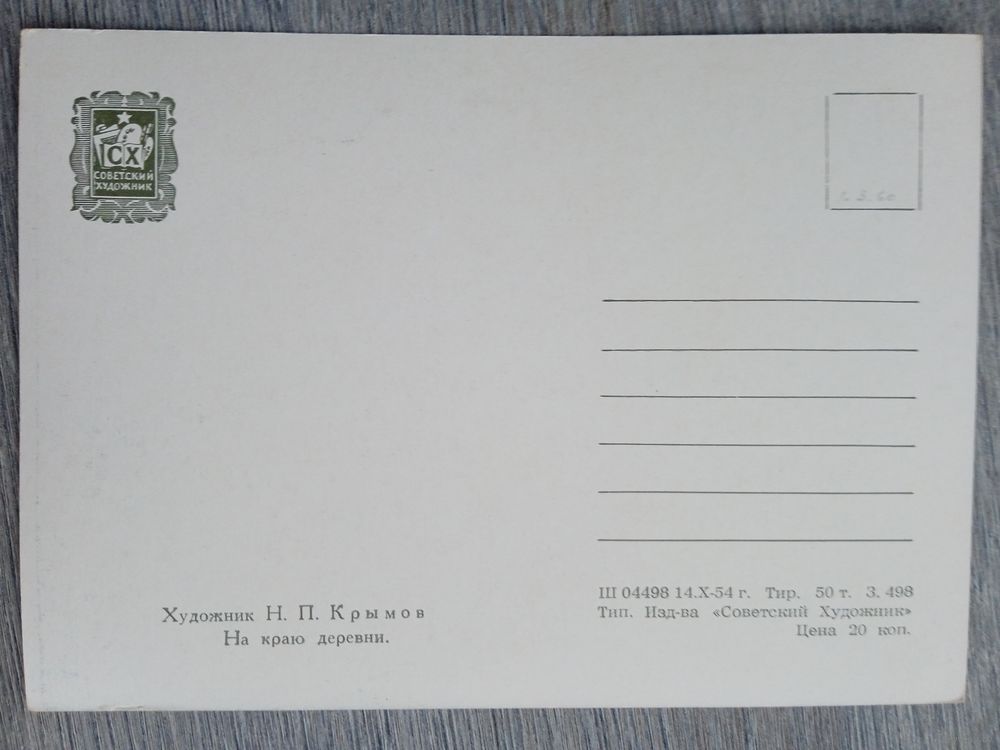 СХ
СОВЕТСКИЙ
ХУДОЖНИК
Художник Н. П. Крымов
На краю деревни.
Ш 04498 14.X-54 г. Тир. 50 т. З. 498
Тип. Изд-ва «Советский Художник»
Цена 20 коп.